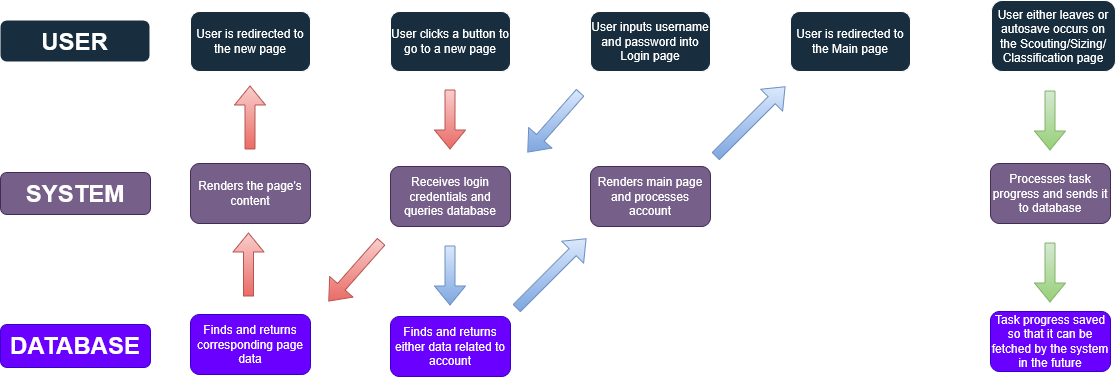 USER
User is redirected to
the new page
User clicks a button to
go to a new page
User inputs username
and password into
Login page
User is redirected to
the Main page
User either leaves or
autosave occurs on
the Scouting/Sizing/
Classification page
SYSTEM
Renders the page's
content
Receives login
credentials and
queries database
Renders main page
and processes
account
Processes task
progress and sends it
to database
DATABASE
Finds and returns
corresponding page
data
Finds and returns
either data related to
account
Task progress saved
so that it can be
fetched by the system
in the future